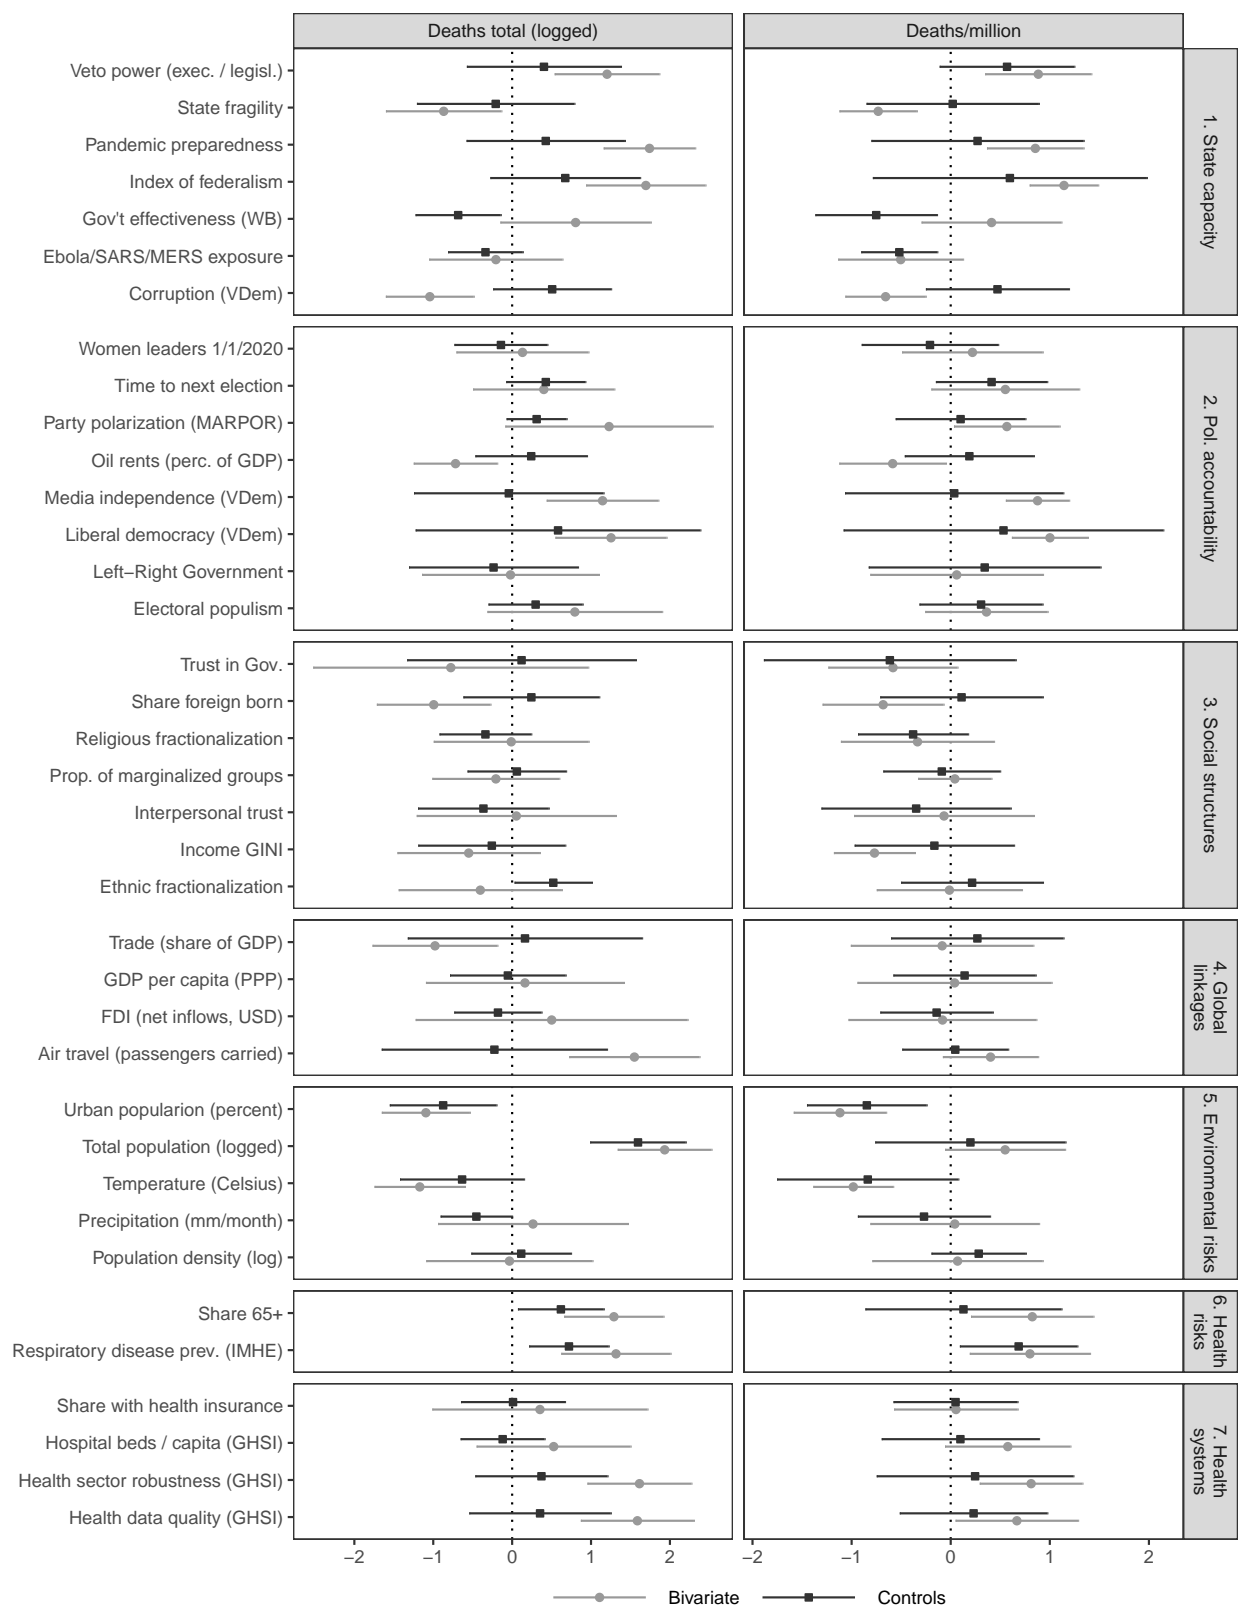 Deaths total (logged)
Deaths/million
1. State capacity
Veto power (exec. / legisl.)
State fragility
Pandemic preparedness
Index of federalism
Gov't effectiveness (WB)
Ebola/SARS/MERS exposure
Corruption (VDem)
2. Pol. accountability
Women leaders 1/1/2020
Time to next election
Party polarization (MARPOR)
Oil rents (perc. of GDP)
Media independence (VDem)
Liberal democracy (VDem)
Left−Right Government
Electoral populism
3. Social structures
Trust in Gov.
Share foreign born
Religious fractionalization
Prop. of marginalized groups
Interpersonal trust
Income GINI
Ethnic fractionalization
4. Global
linkages
Trade (share of GDP)
GDP per capita (PPP)
FDI (net inflows, USD)
Air travel (passengers carried)
5. Environmental risks
Urban popularion (percent)
Total population (logged)
Temperature (Celsius)
Precipitation (mm/month)
Population density (log)
6. Health
risks
Share 65+
Respiratory disease prev. (IMHE)
7. Health
systems
Share with health insurance
Hospital beds / capita (GHSI)
Health sector robustness (GHSI)
Health data quality (GHSI)
−2 −1 0 1 2
−2 −1 0 1 2
Bivariate Controls